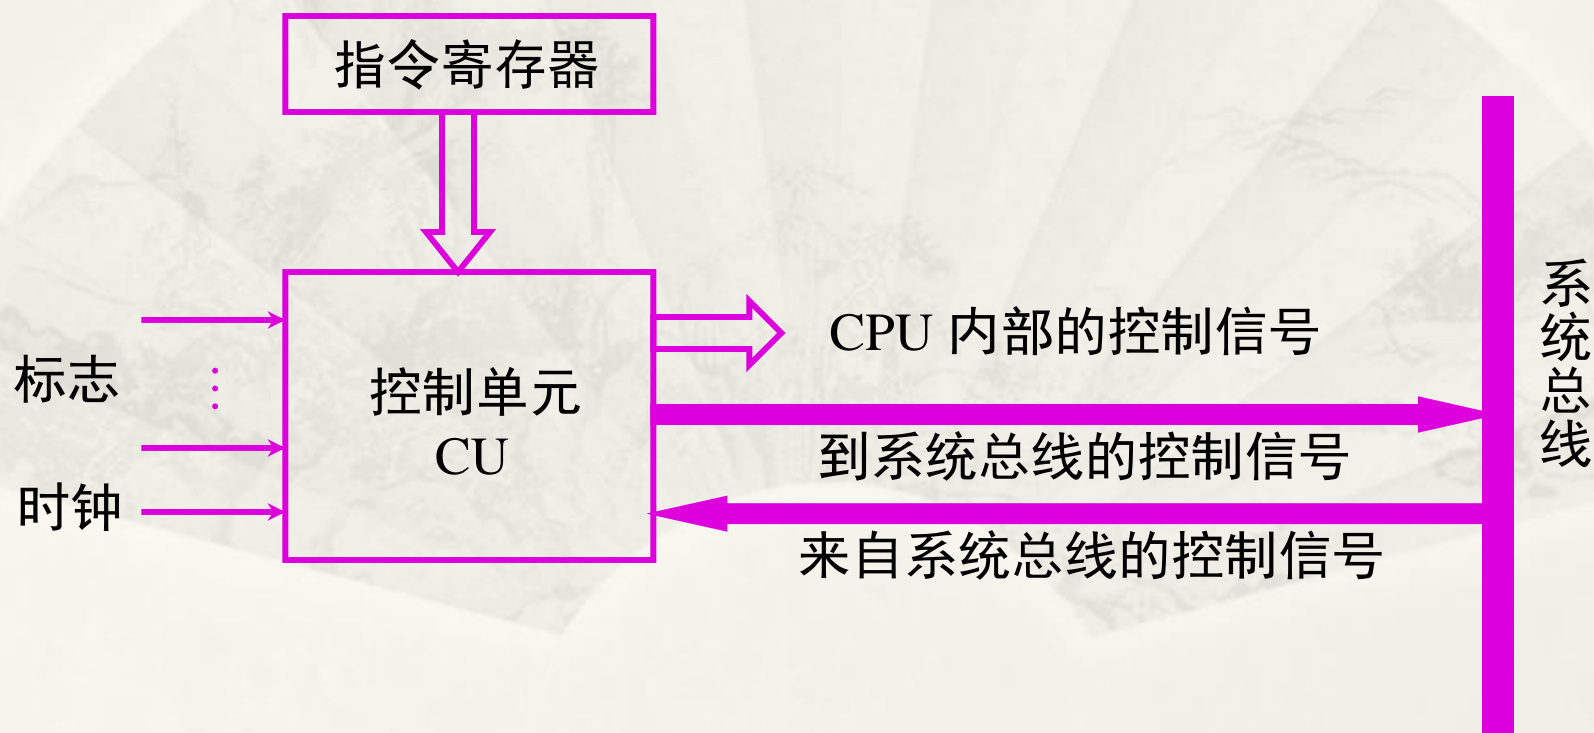 指令寄存器
标志
时钟
控制单元
CU
CPU 内部的控制信号
到系统总线的控制信号
来自系统总线的控制信号
系统总线